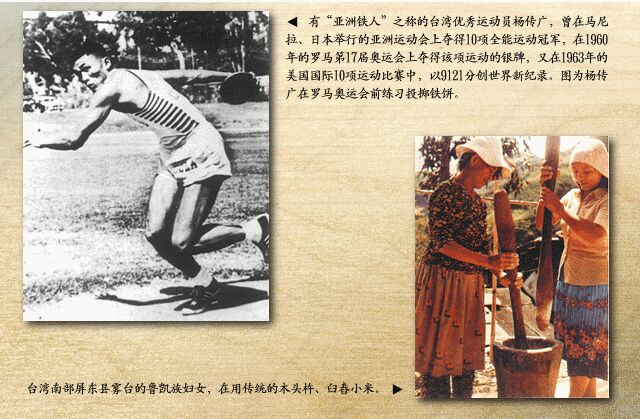 ◀ 有“亚洲铁人”之称的台湾优秀运动员杨传广，曾在马尼
拉、日本举行的亚洲运动会上夺得10项全能运动冠军，在1960
年的罗马第17届奥运会上夺得该项运动的银牌，又在1963年的
美国国际10项运动比赛中，以9121分创世界新纪录。图为杨传
广在罗马奥运会前练习投掷铁饼。
台湾南部屏东县雾台的鲁凯族妇女，在用传统的木头杵、臼舂小米。 ▶